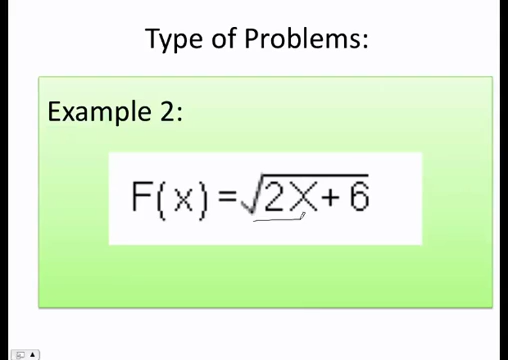 Type of Problems:
Example 2:
F(x)=√2X+6